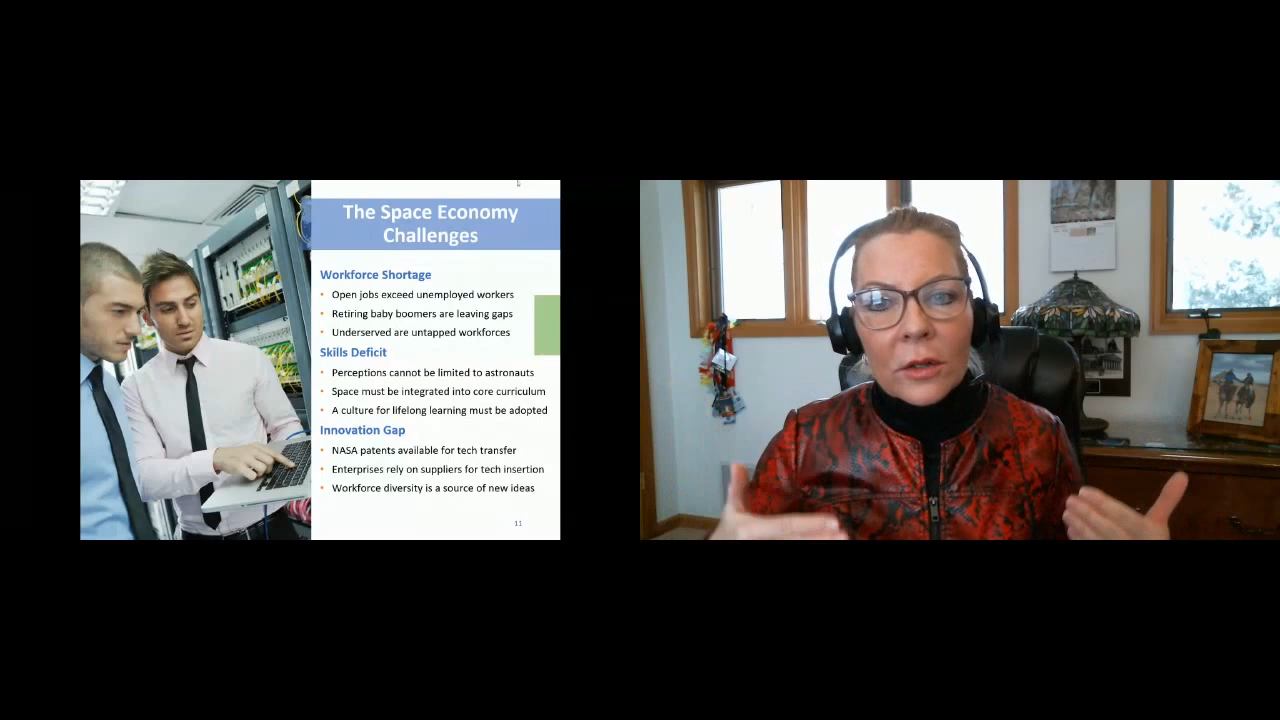 The Space Economy
Challenges
Workforce Shortage
• Open jobs exceed unemployed workers
• Retiring baby boomers are leaving gaps
• Underserved are untapped workforces
Skills Deficit
• Perceptions cannot be limited to astronauts
• Space must be integrated into core curriculum
• A culture for lifelong learning must be adopted
Innovation Gap
• NASA patents available for tech transfer
• Enterprises rely on suppliers for tech insertion
• Workforce diversity is a source of new ideas
11